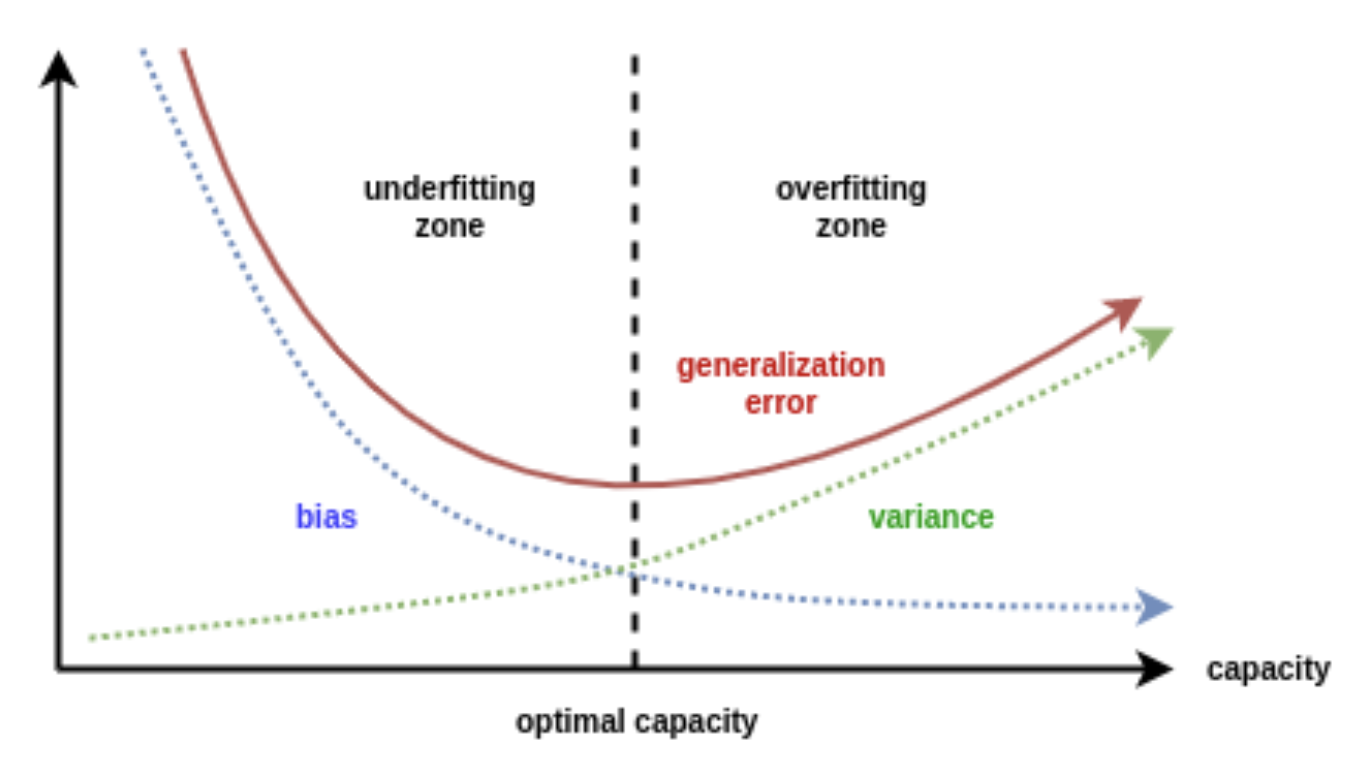 underfitting
zone
overfitting
zone
generalization
error
bias
variance
capacity
optimal capacity